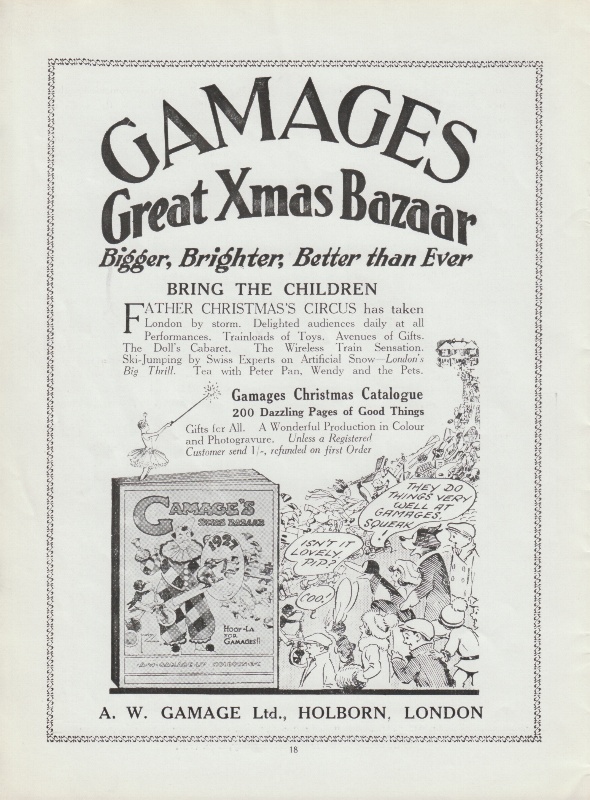 GAMAGES
Great Xmas Bazaar
Bigger, Brighter, Better than Ever
BRING THE CHILDREN
FATHER CHRISTMAS'S CIRCUS has taken
London by storm. Delighted audiences daily at all
Performances. Trainloads of Toys. Avenues of Gifts.
The Doll's Cabaret. The Wireless Train Sensation.
Ski-Jumping by Swiss Experts on Artificial Snow—London's
Big Thrill. Tea with Peter Pan, Wendy and the Pets.
Gamages Christmas Catalogue
200 Dazzling Pages of Good Things
Gifts for All. A Wonderful Production in Colour
and Photogravure. Unless a Registered
Customer send 1/-, refunded on first Order
THEY DO
THINGS VERY
WELL AT
GAMAGES,
SQUEAK
ISN'T IT
LOVELY,
PIP?
COO!
GAMAGE'S
XMAS BAZAAR
1927
HOOP-LA
FOR
GAMAGES!!
A. W. GAMAGE Ltd., HOLBORN, LONDON
18